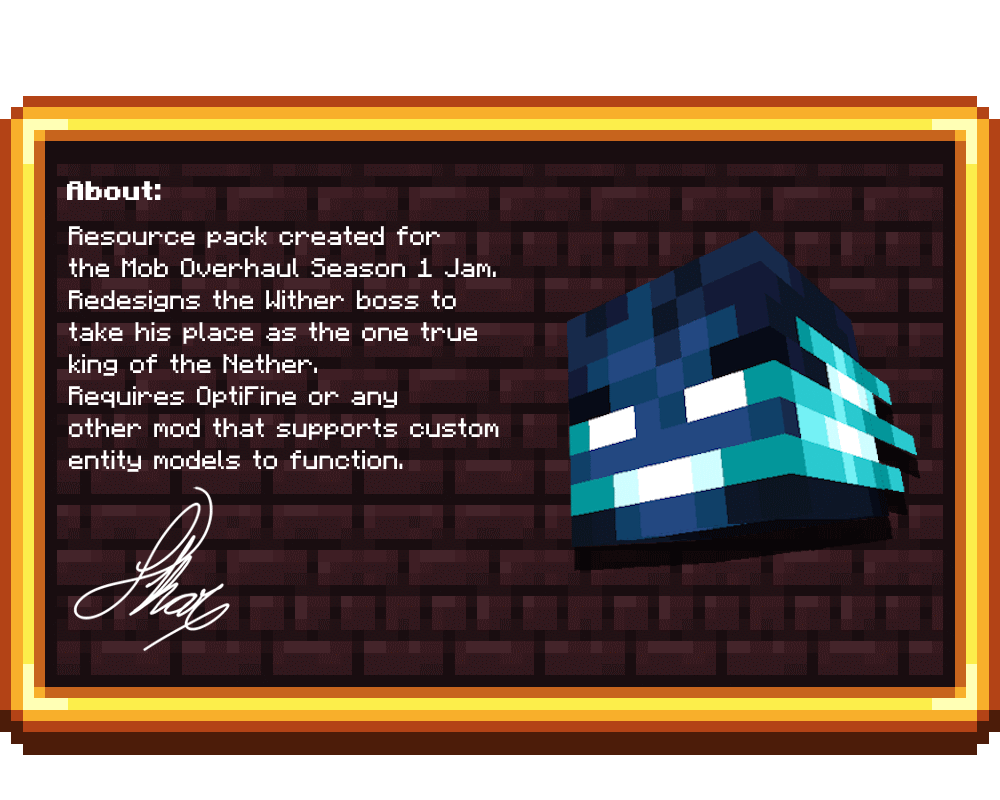 About:
Resource pack created for
the Mob Overhaul Season 1 Jam.
Redesigns the Wither boss to
take his place as the one true
king of the Nether.
Requires OptiFine or any
other mod that supports custom
entity models to function.